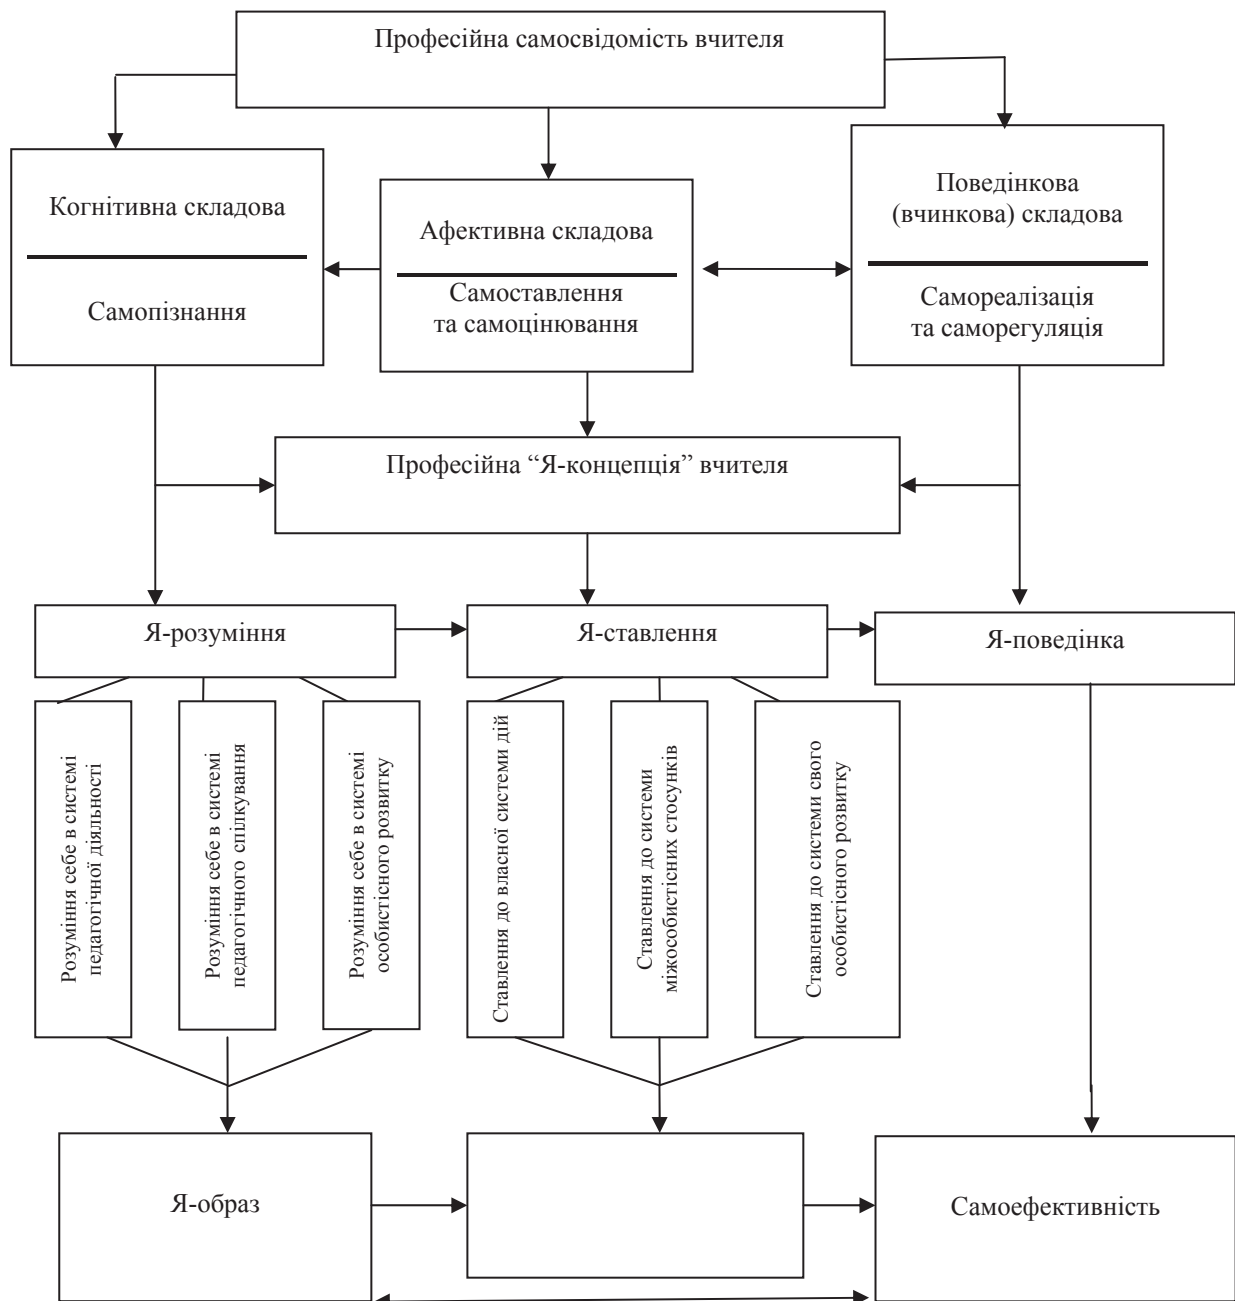 Професійна самосвідомість вчителя
Когнітивна складова
Самопізнання
Афективна складова
Самоставлення
та самоцінювання
Поведінкова
(вчинкова) складова
Самореалізація
та саморегуляція
Професійна “Я-концепція” вчителя
Я-розуміння
Я-ставлення
Я-поведінка
Розуміння себе в системі
педагогічної діяльності
Розуміння себе в системі
педагогічного спілкування
Розуміння себе в системі
особистісного розвитку
Ставлення до власної системи дій
Ставлення до системи
міжособистісних стосунків
Ставлення до системи свого
особистісного розвитку
Я-образ
Самоефективність